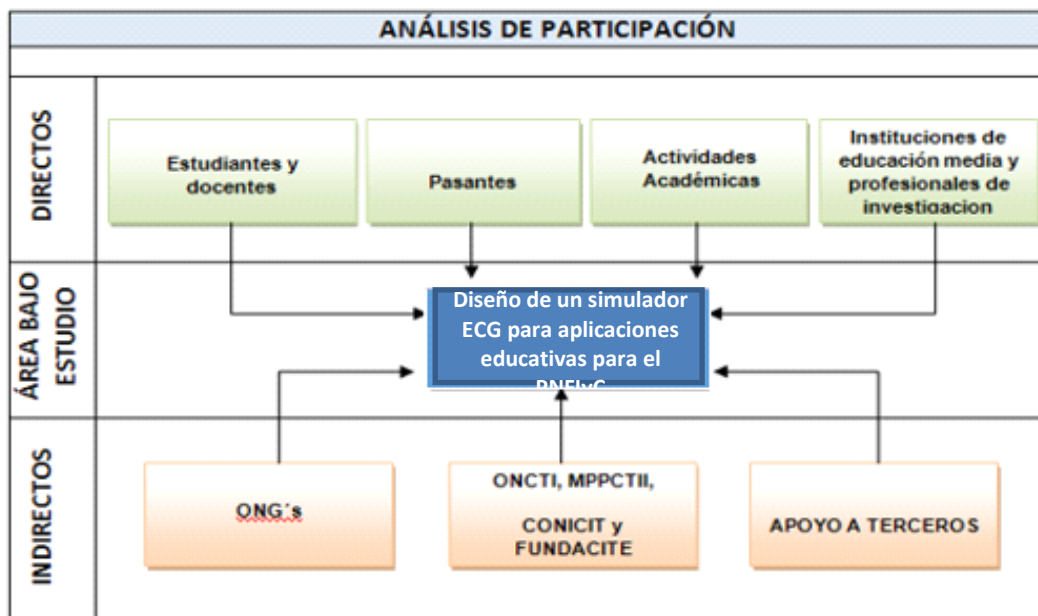 ANÁLISIS DE PARTICIPACIÓN
DIRECTOS
Estudiantes y
docentes
Pasantes
Actividades
Académicas
Instituciones de
educación media y
profesionales de
investigacion
ÁREA BAJO
ESTUDIO
Diseño de un simulador
ECG para aplicaciones
educativas para el
INDIRECTOS
ONG´s
ONCTI, MPPCTII,
CONICIT y
FUNDACITE
APOYO A TERCEROS